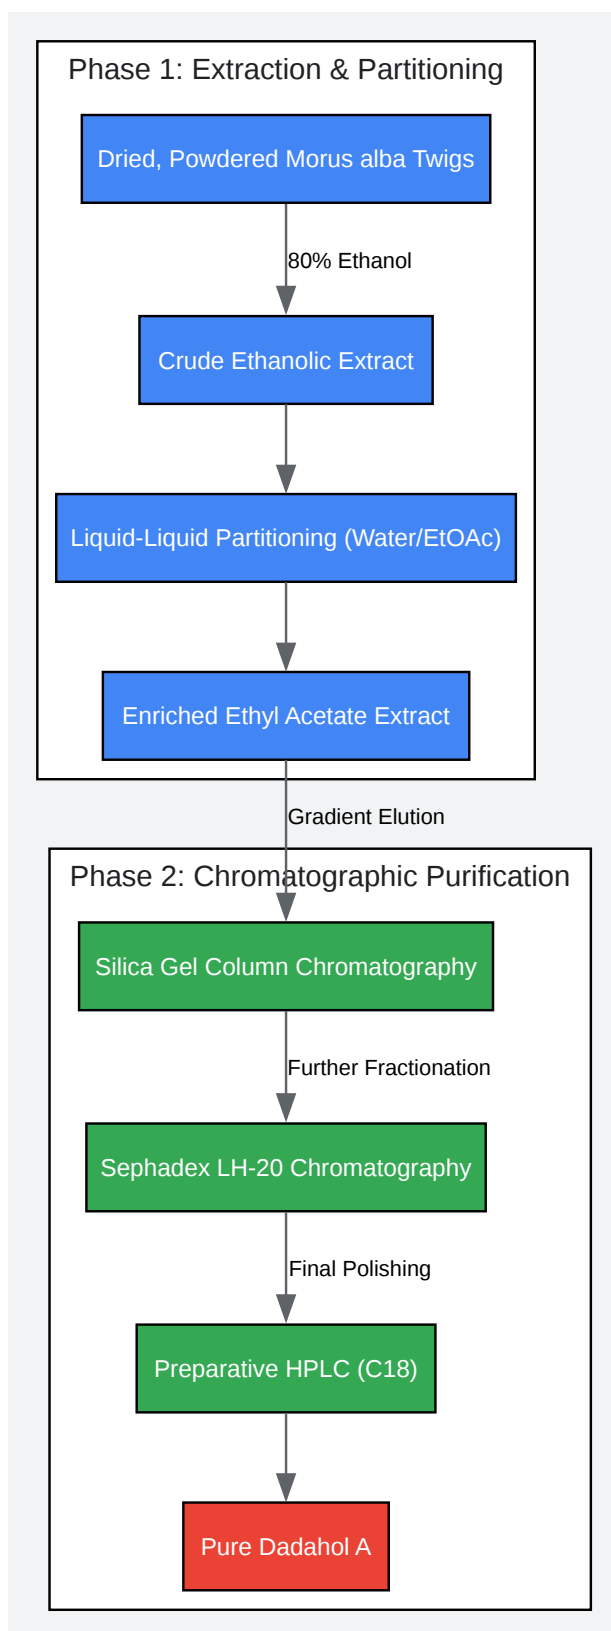 Phase 1: Extraction & Partitioning
Dried, Powdered Morus alba Twigs
80% Ethanol
Crude Ethanolic Extract
Liquid-Liquid Partitioning (Water/EtOAc)
Enriched Ethyl Acetate Extract
Gradient Elution
Phase 2: Chromatographic Purification
Silica Gel Column Chromatography
Further Fractionation
Sephadex LH-20 Chromatography
Final Polishing
Preparative HPLC (C18)
Pure Dadahol A